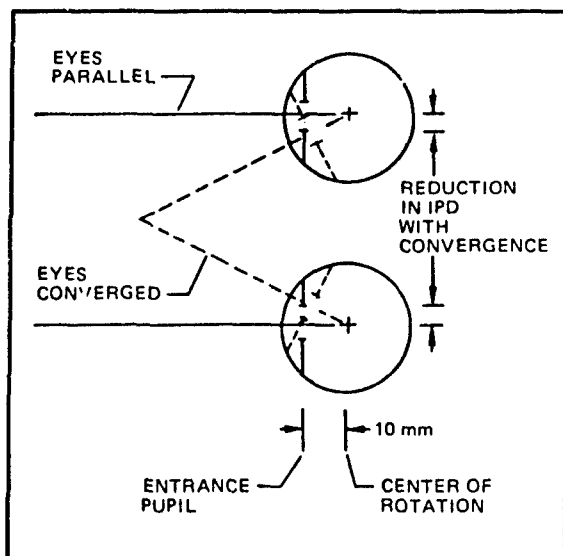 EYES
PARALLEL
REDUCTION
IN IPD
WITH
CONVERGENCE
EYES
CONVERGED
10 mm
ENTRANCE
PUPIL
CENTER OF
ROTATION